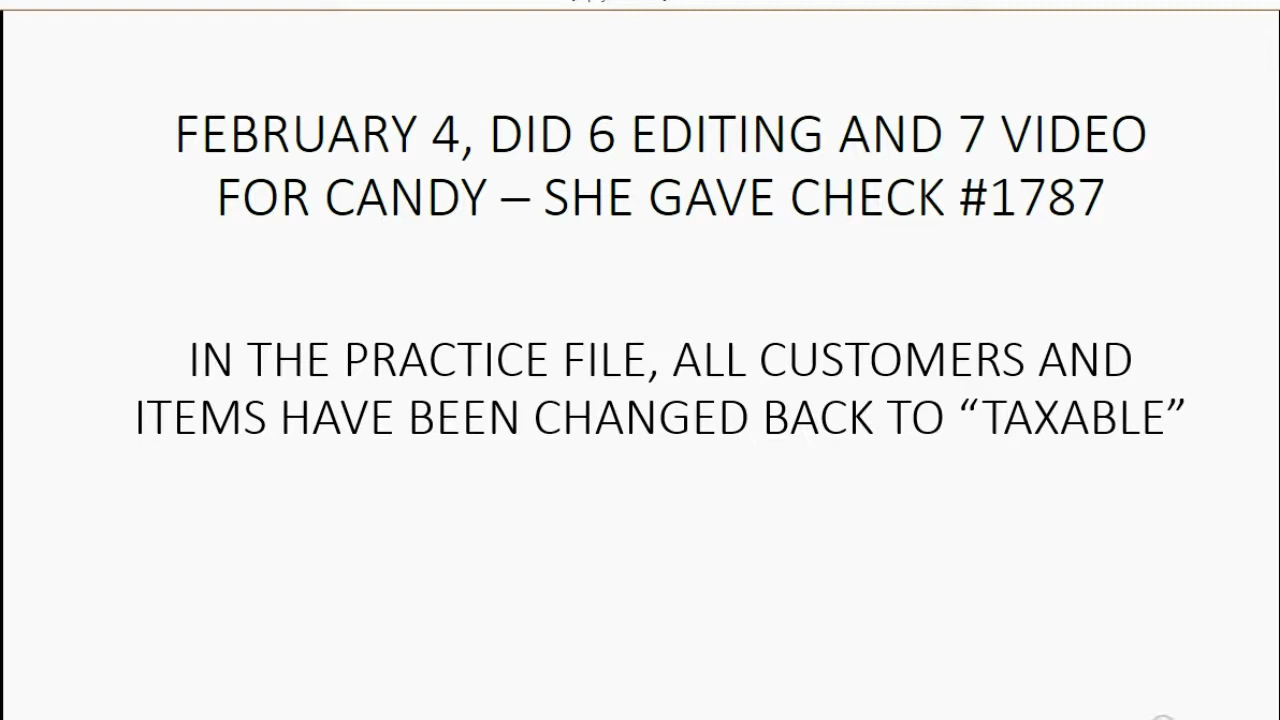 FEBRUARY 4, DID 6 EDITING AND 7 VIDEO
FOR CANDY – SHE GAVE CHECK #1787
IN THE PRACTICE FILE, ALL CUSTOMERS AND
ITEMS HAVE BEEN CHANGED BACK TO “TAXABLE”